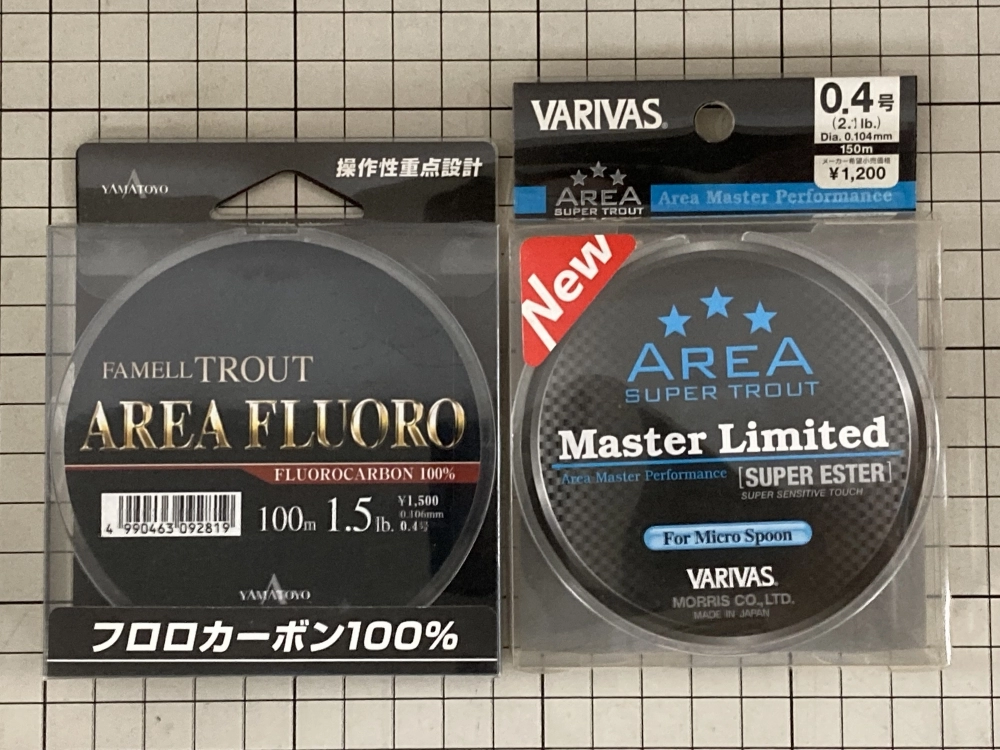 YAMATOYO
操作性重点設計
FAMELL TROUT
AREA FLUORO
FLUOROCARBON 100%
4 990463 092819
100m 1.5lb.
¥1,500
0.106mm
0.4号
YAMATOYO
フロロカーボン100%
VARIVAS®
0.4号
(2.1lb.)
Dia. 0.104mm
150m
メーカー希望小売価格
¥1,200
AREA
SUPER TROUT
Area Master Performance
New
AREA
SUPER TROUT
Master Limited
Area Master Performance
[SUPER ESTER]
SUPER SENSITIVE TOUCH
For Micro Spoon
VARIVAS®
MORRIS CO.,LTD.
MADE IN JAPAN